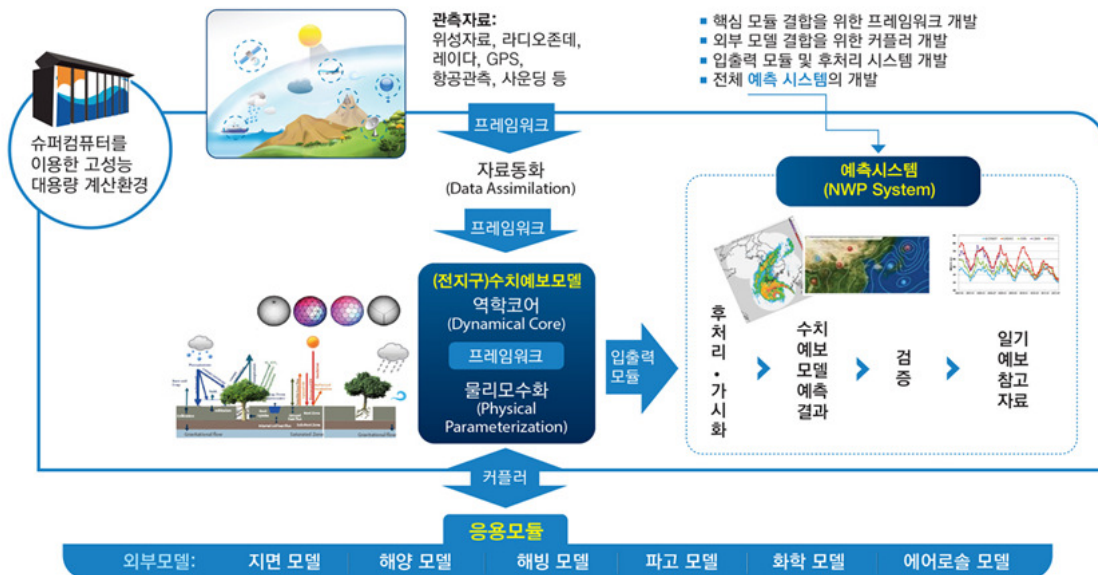 관측자료:
위성자료, 라디오존데,
레이다, GPS,
항공관측, 사운딩 등
▪ 핵심 모듈 결합을 위한 프레임워크 개발
▪ 외부 모델 결합을 위한 커플러 개발
▪ 입출력 모듈 및 후처리 시스템 개발
▪ 전체 예측 시스템의 개발
슈퍼컴퓨터를
이용한 고성능
대용량 계산환경
프레임워크
자료동화
(Data Assimilation)
프레임워크
(전지구)수치예보모델
역학코어
(Dynamical Core)
프레임워크
물리모수화
(Physical
Parameterization)
입출력
모듈
예측시스템
(NWP System)
후처리・가시화
수치
예보
모델
예측
결과
검
증
일기
예보
참고
자료
Gravitational flow
Saturated Zone
Gravitational flow
커플러
응용모듈
외부모델:
지면 모델
해양 모델
해빙 모델
파고 모델
화학 모델
에어로솔 모델